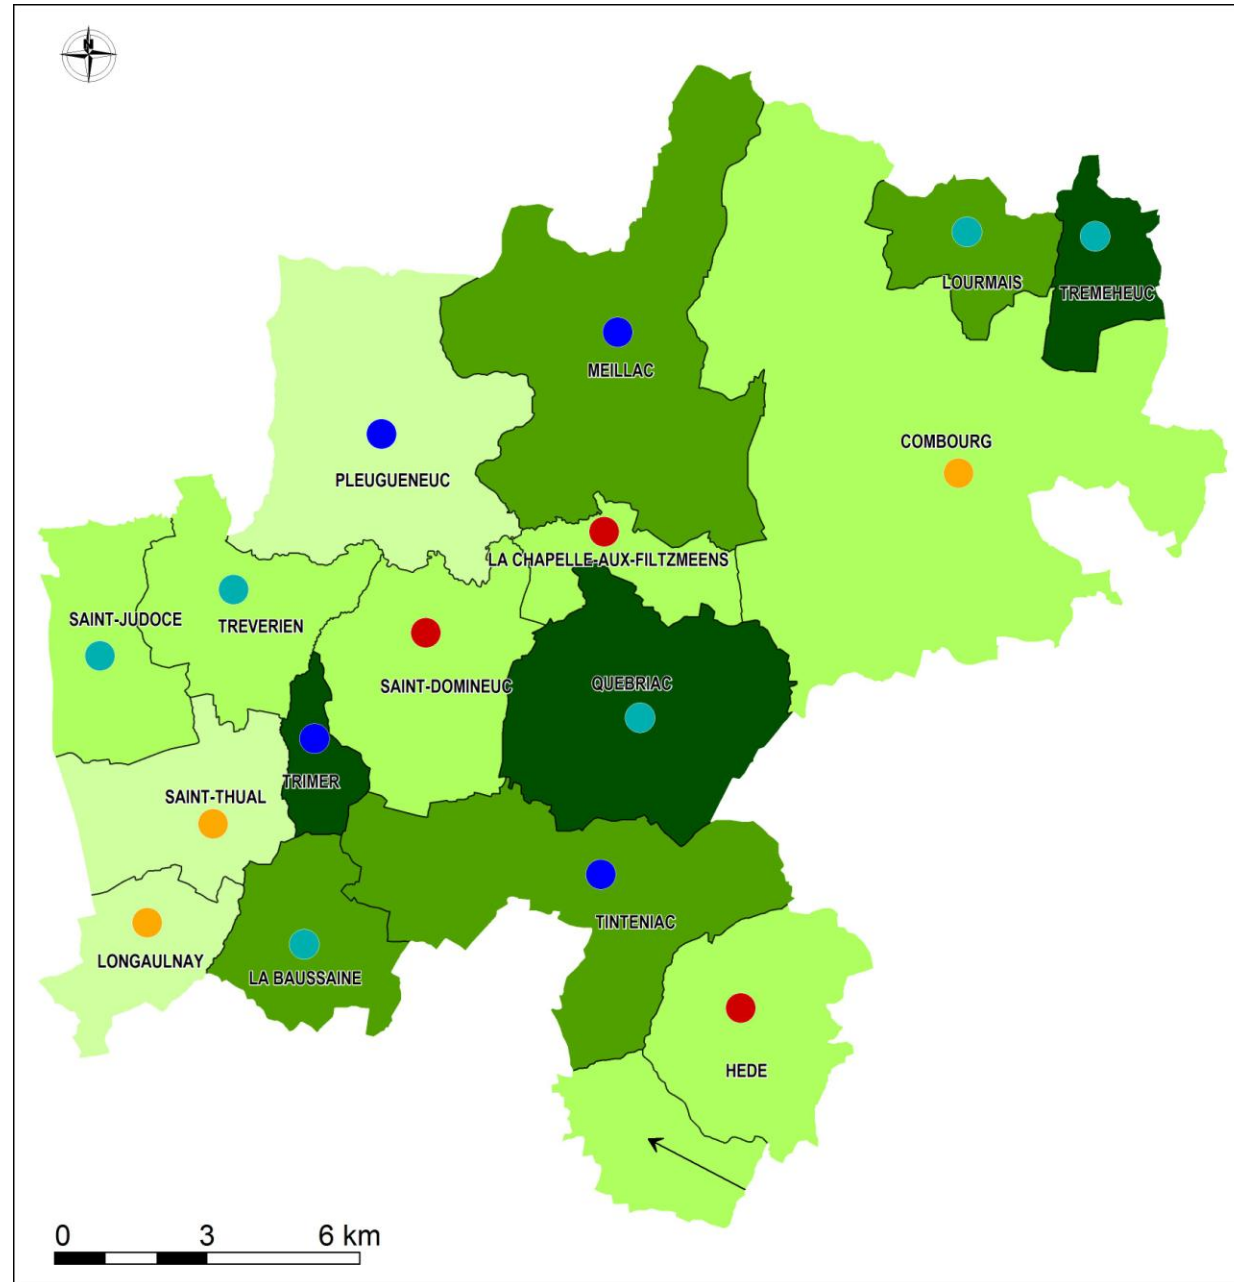 N
LOURMAIS
TREMEHEUC
MEILLAC
COMBOURG
PLEUGUENEUC
LA CHAPELLE-AUX-FILTZMEENS
SAINT-JUDOCE
TREVERIEN
SAINT-DOMINEUC
QUEBRIAC
TRIMER
SAINT-THUAL
TINTENIAC
LONGAULNAY
LA BAUSSAINE
HEDE
0 3 6 km